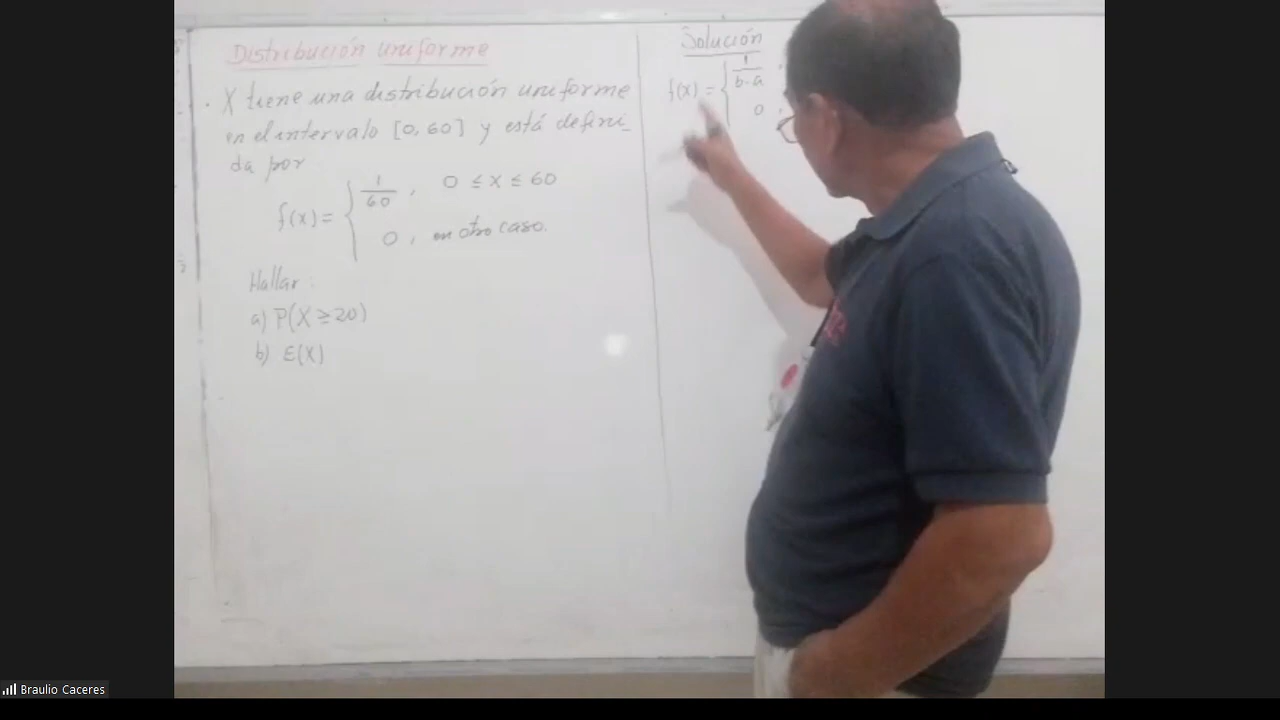 Distribución uniforme
. X tiene una distribución uniforme
en el intervalo [0, 60] y está defini_
da por
f(x) = { 1/60 , 0 ≤ x ≤ 60
0 , en otro caso.
Hallar :
a) P(X ≥ 20)
b) E(X)
Solución
f(x) = { 1/b-a ,
0 ,
Braulio Caceres